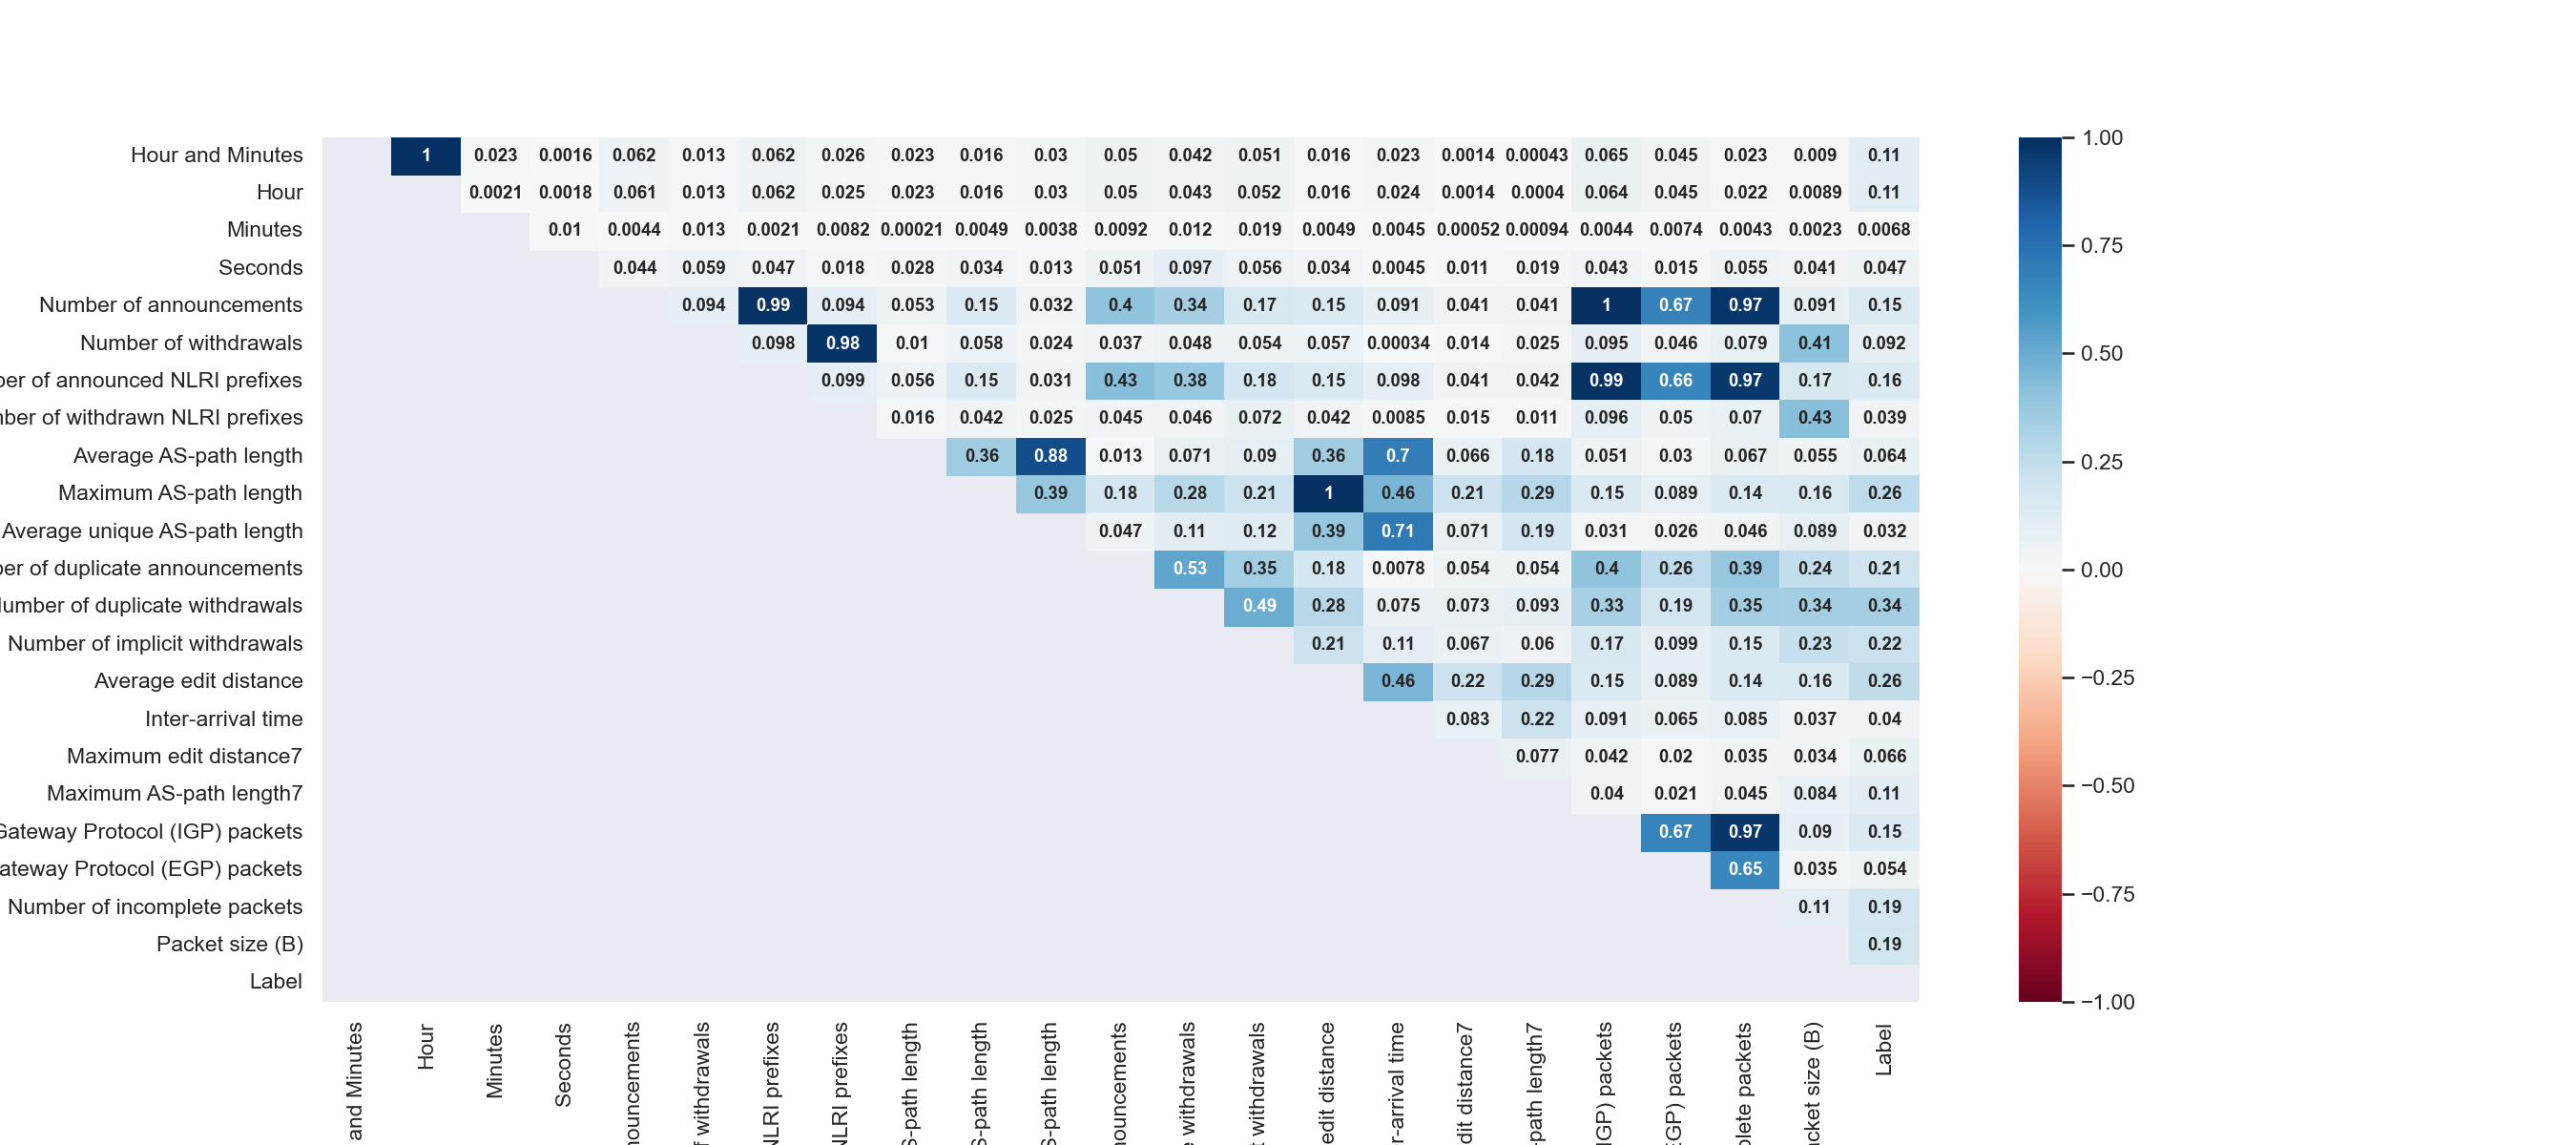 Hour and Minutes 1 0.023 0.0016 0.062 0.013 0.062 0.026 0.023 0.016 0.03 0.05 0.042 0.051 0.016 0.023 0.0014 0.00043 0.065 0.045 0.023 0.009 0.11
Hour 0.0021 0.0018 0.061 0.013 0.062 0.025 0.023 0.016 0.03 0.05 0.043 0.052 0.016 0.024 0.0014 0.0004 0.064 0.045 0.022 0.0089 0.11
Minutes 0.01 0.0044 0.013 0.0021 0.0082 0.00021 0.0049 0.0038 0.0092 0.012 0.019 0.0049 0.0045 0.00052 0.00094 0.0044 0.0074 0.0043 0.0023 0.0068
Seconds 0.044 0.059 0.047 0.018 0.028 0.034 0.013 0.051 0.097 0.056 0.034 0.0045 0.011 0.019 0.043 0.015 0.055 0.041 0.047
Number of announcements 0.094 0.99 0.094 0.053 0.15 0.032 0.4 0.34 0.17 0.15 0.091 0.041 0.041 1 0.67 0.97 0.091 0.15
Number of withdrawals 0.098 0.98 0.01 0.058 0.024 0.037 0.048 0.054 0.057 0.00034 0.014 0.025 0.095 0.046 0.079 0.41 0.092
ber of announced NLRI prefixes 0.099 0.056 0.15 0.031 0.43 0.38 0.18 0.15 0.098 0.041 0.042 0.99 0.66 0.97 0.17 0.16
mber of withdrawn NLRI prefixes 0.016 0.042 0.025 0.045 0.046 0.072 0.042 0.0085 0.015 0.011 0.096 0.05 0.07 0.43 0.039
Average AS-path length 0.36 0.88 0.013 0.071 0.09 0.36 0.7 0.066 0.18 0.051 0.03 0.067 0.055 0.064
Maximum AS-path length 0.39 0.18 0.28 0.21 1 0.46 0.21 0.29 0.15 0.089 0.14 0.16 0.26
Average unique AS-path length 0.047 0.11 0.12 0.39 0.71 0.071 0.19 0.031 0.026 0.046 0.089 0.032
ber of duplicate announcements 0.53 0.35 0.18 0.0078 0.054 0.054 0.4 0.26 0.39 0.24 0.21
umber of duplicate withdrawals 0.49 0.28 0.075 0.073 0.093 0.33 0.19 0.35 0.34 0.34
Number of implicit withdrawals 0.21 0.11 0.067 0.06 0.17 0.099 0.15 0.23 0.22
Average edit distance 0.46 0.22 0.29 0.15 0.089 0.14 0.16 0.26
Inter-arrival time 0.083 0.22 0.091 0.065 0.085 0.037 0.04
Maximum edit distance7 0.077 0.042 0.02 0.035 0.034 0.066
Maximum AS-path length7 0.04 0.021 0.045 0.084 0.11
Gateway Protocol (IGP) packets 0.67 0.97 0.09 0.15
ateway Protocol (EGP) packets 0.65 0.035 0.054
Number of incomplete packets 0.11 0.19
Packet size (B) 0.19
Label
and Minutes
Hour
Minutes
Seconds
nouncements
f withdrawals
NLRI prefixes
NLRI prefixes
S-path length
S-path length
S-path length
nouncements
e withdrawals
t withdrawals
edit distance
r-arrival time
dit distance7
-path length7
IGP) packets
EGP) packets
plete packets
acket size (B)
Label
1.00
0.75
0.50
0.25
0.00
−0.25
−0.50
−0.75
−1.00